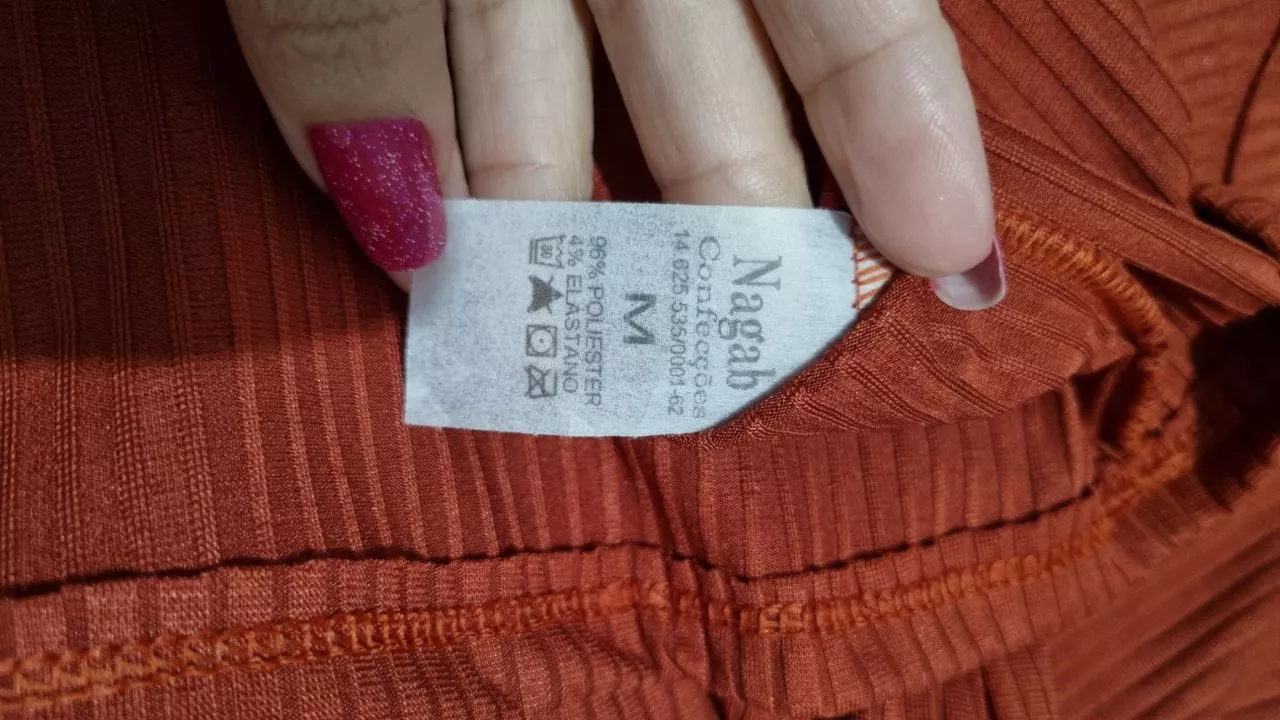 Nagab
Confecções
14.625.535/0001-62
M
96% POLIESTER
4% ELASTANO